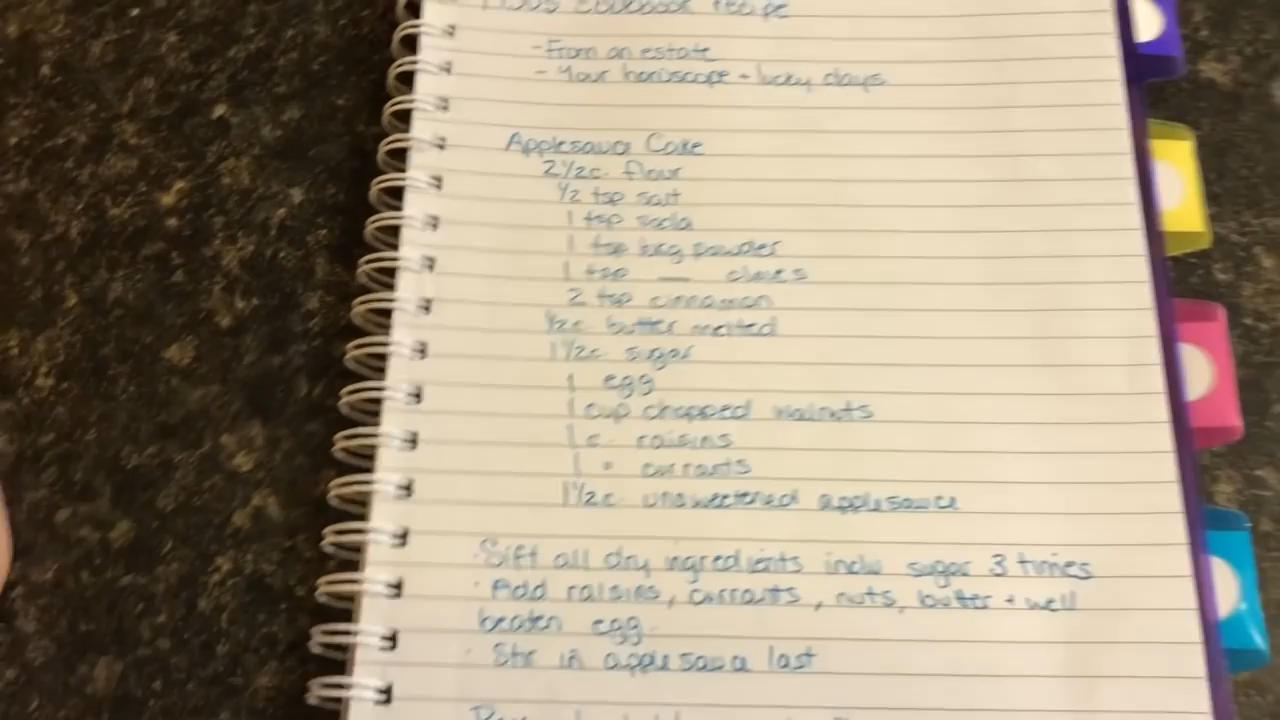 cookbook recipe
- From an estate
- Your horoscope + lucky days
Applesauce Cake
2 1/2 c. flour
1/2 tsp salt
1 tsp soda
1 tsp bkg powder
1 tsp — cloves
2 tsp cinnamon
1/2 c butter melted
1 1/2 c sugar
1 egg
1 cup chopped walnuts
1 c. raisins
1 " currants
1 1/2 c. unsweetened applesauce
· Sift all dry ingredients inclu sugar 3 times
· Add raisins, currants, nuts, butter + well
beaten egg.
· Stir in applesauce last